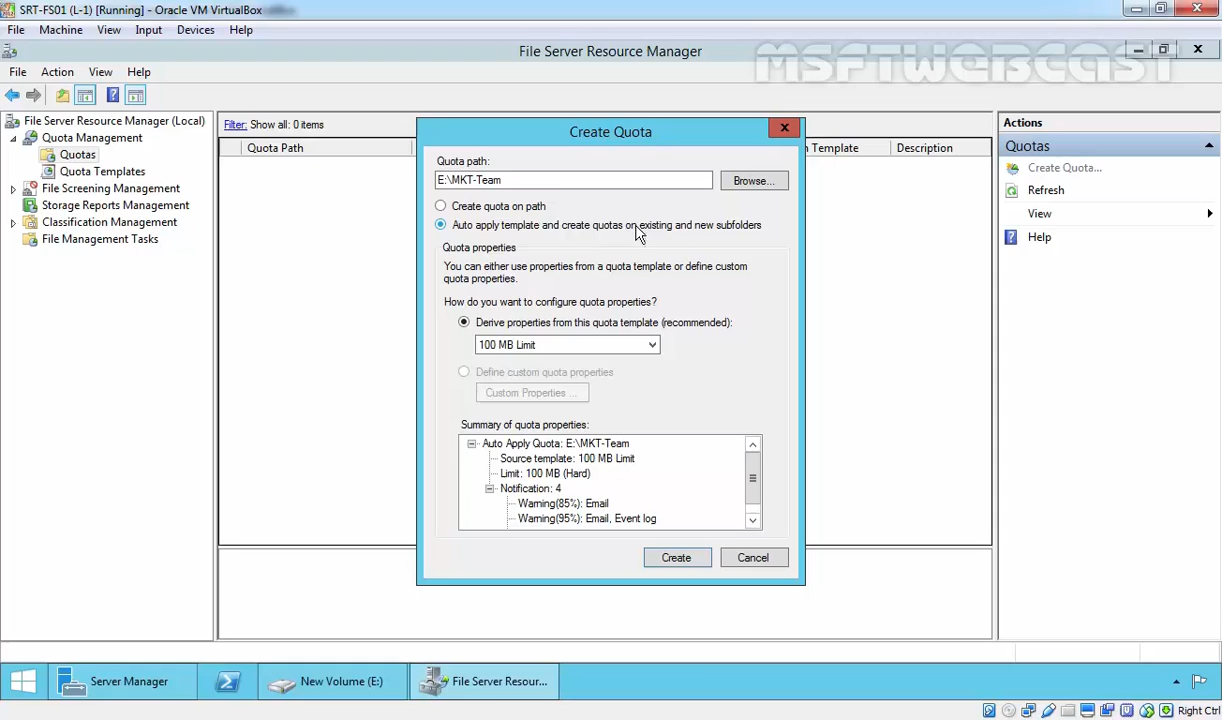 SRT-FS01 (L-1) [Running] - Oracle VM VirtualBox
File Machine View Input Devices Help
File Server Resource Manager
MSFTWEBCAST
File Action View Help
File Server Resource Manager (Local)
Quota Management
Quotas
Quota Templates
File Screening Management
Storage Reports Management
Classification Management
File Management Tasks
Filter: Show all: 0 items
Quota Path
Template
Description
Create Quota
Quota path:
E:\MKT-Team
Browse...
Create quota on path
Auto apply template and create quotas on existing and new subfolders
Quota properties
You can either use properties from a quota template or define custom
quota properties.
How do you want to configure quota properties?
Derive properties from this quota template (recommended):
100 MB Limit
Define custom quota properties
Custom Properties ...
Summary of quota properties:
Auto Apply Quota: E:\MKT-Team
Source template: 100 MB Limit
Limit: 100 MB (Hard)
Notification: 4
Warning(85%): Email
Warning(95%): Email, Event log
Create
Cancel
Actions
Quotas
Create Quota...
Refresh
View
Help
Server Manager
New Volume (E:)
File Server Resour...
Right Ctrl